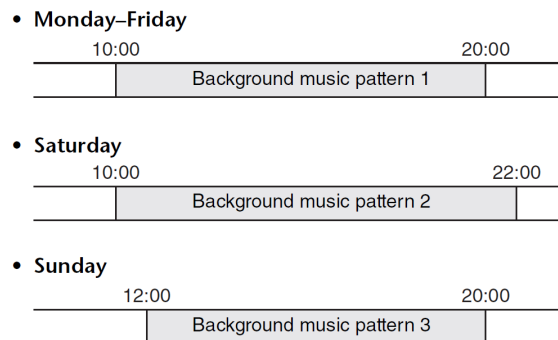 • Monday–Friday
10:00 20:00
Background music pattern 1
• Saturday
10:00 22:00
Background music pattern 2
• Sunday
12:00 20:00
Background music pattern 3